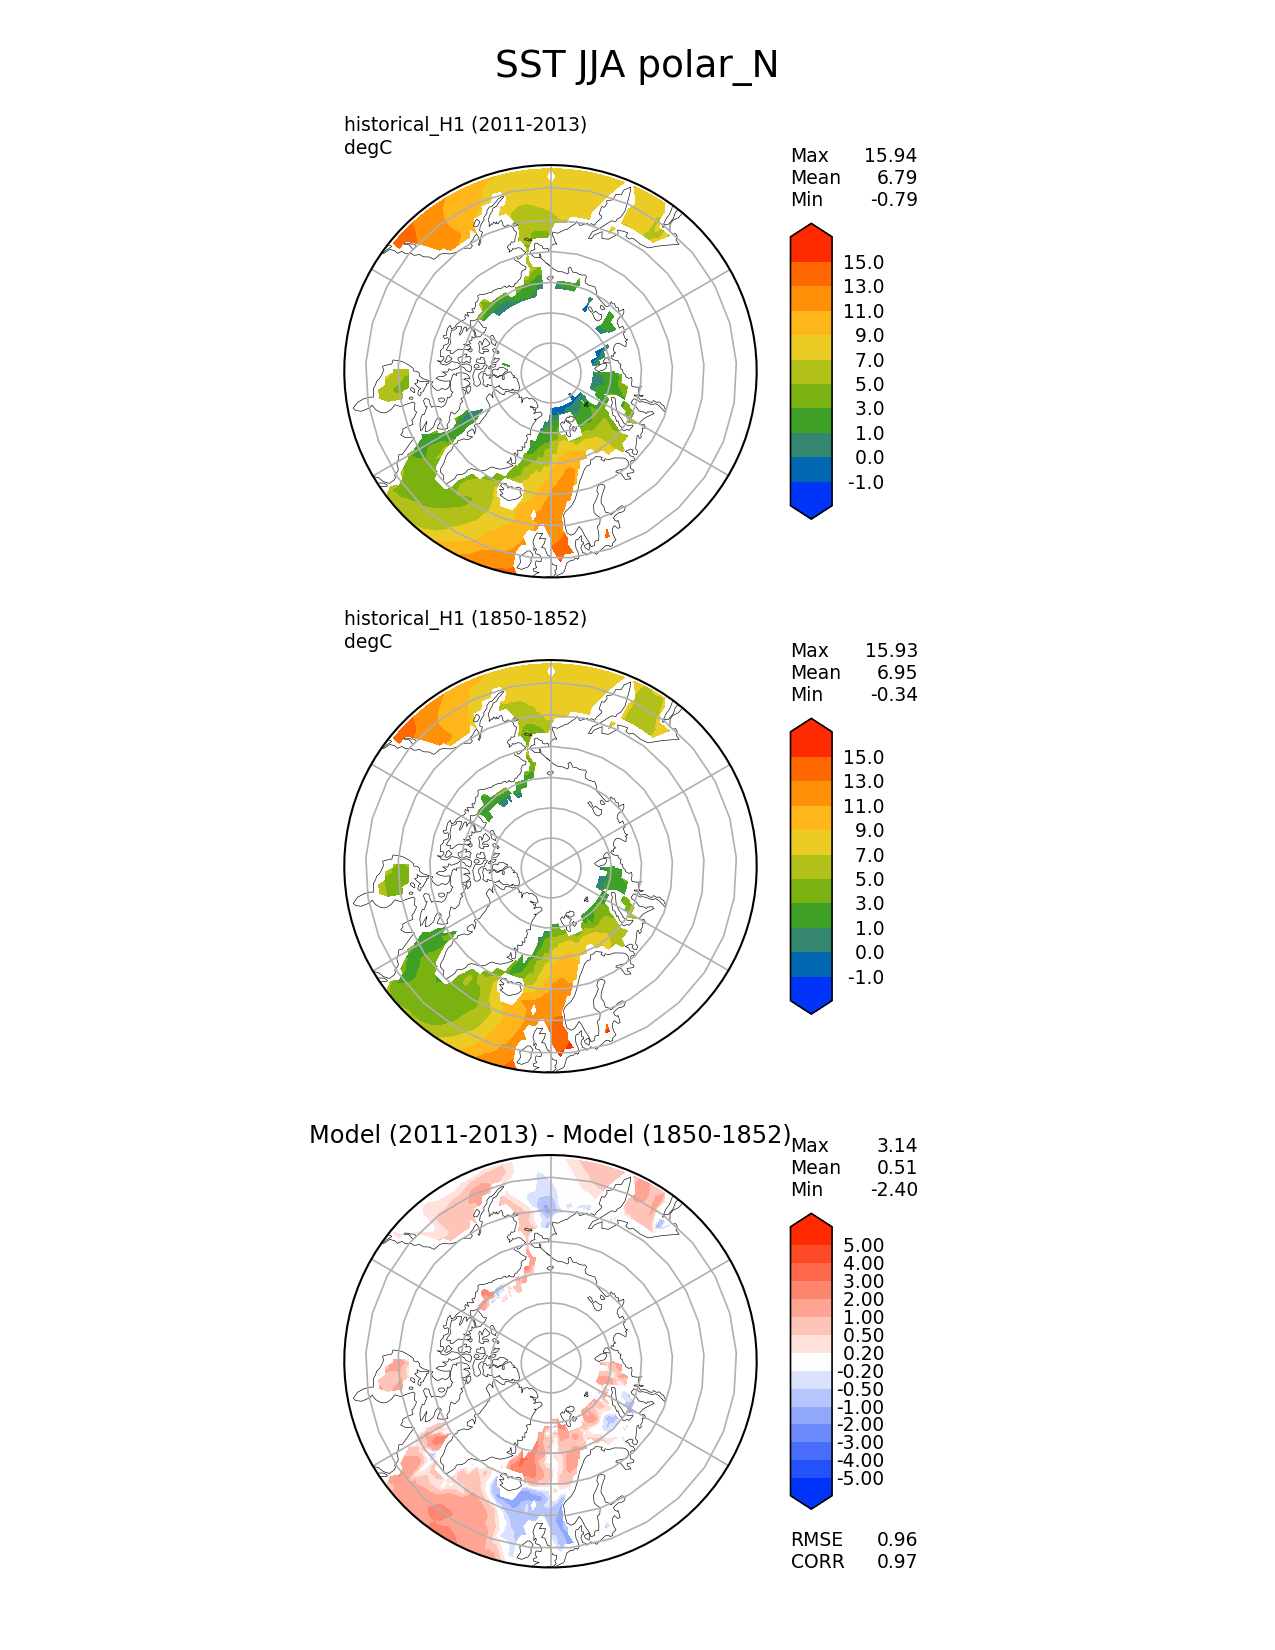 SST JJA polar_N
historical_H1 (2011-2013)
degC
Max 15.94
Mean 6.79
Min -0.79
15.0
13.0
11.0
9.0
7.0
5.0
3.0
1.0
0.0
-1.0
historical_H1 (1850-1852)
degC
Max 15.93
Mean 6.95
Min -0.34
15.0
13.0
11.0
9.0
7.0
5.0
3.0
1.0
0.0
-1.0
Model (2011-2013) - Model (1850-1852)
Max 3.14
Mean 0.51
Min -2.40
5.00
4.00
3.00
2.00
1.00
0.50
0.20
-0.20
-0.50
-1.00
-2.00
-3.00
-4.00
-5.00
RMSE 0.96
CORR 0.97